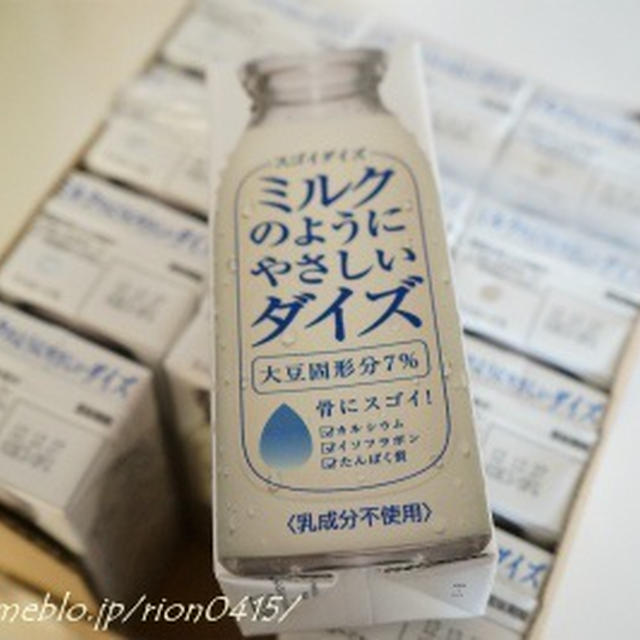 スゴイダイズ
ミルク
のように
やさしい
ダイズ
大豆固形分7%
骨にスゴイ!
カルシウム
イソフラボン
たんぱく質
〈乳成分不使用〉
meblo.jp/rion0415/